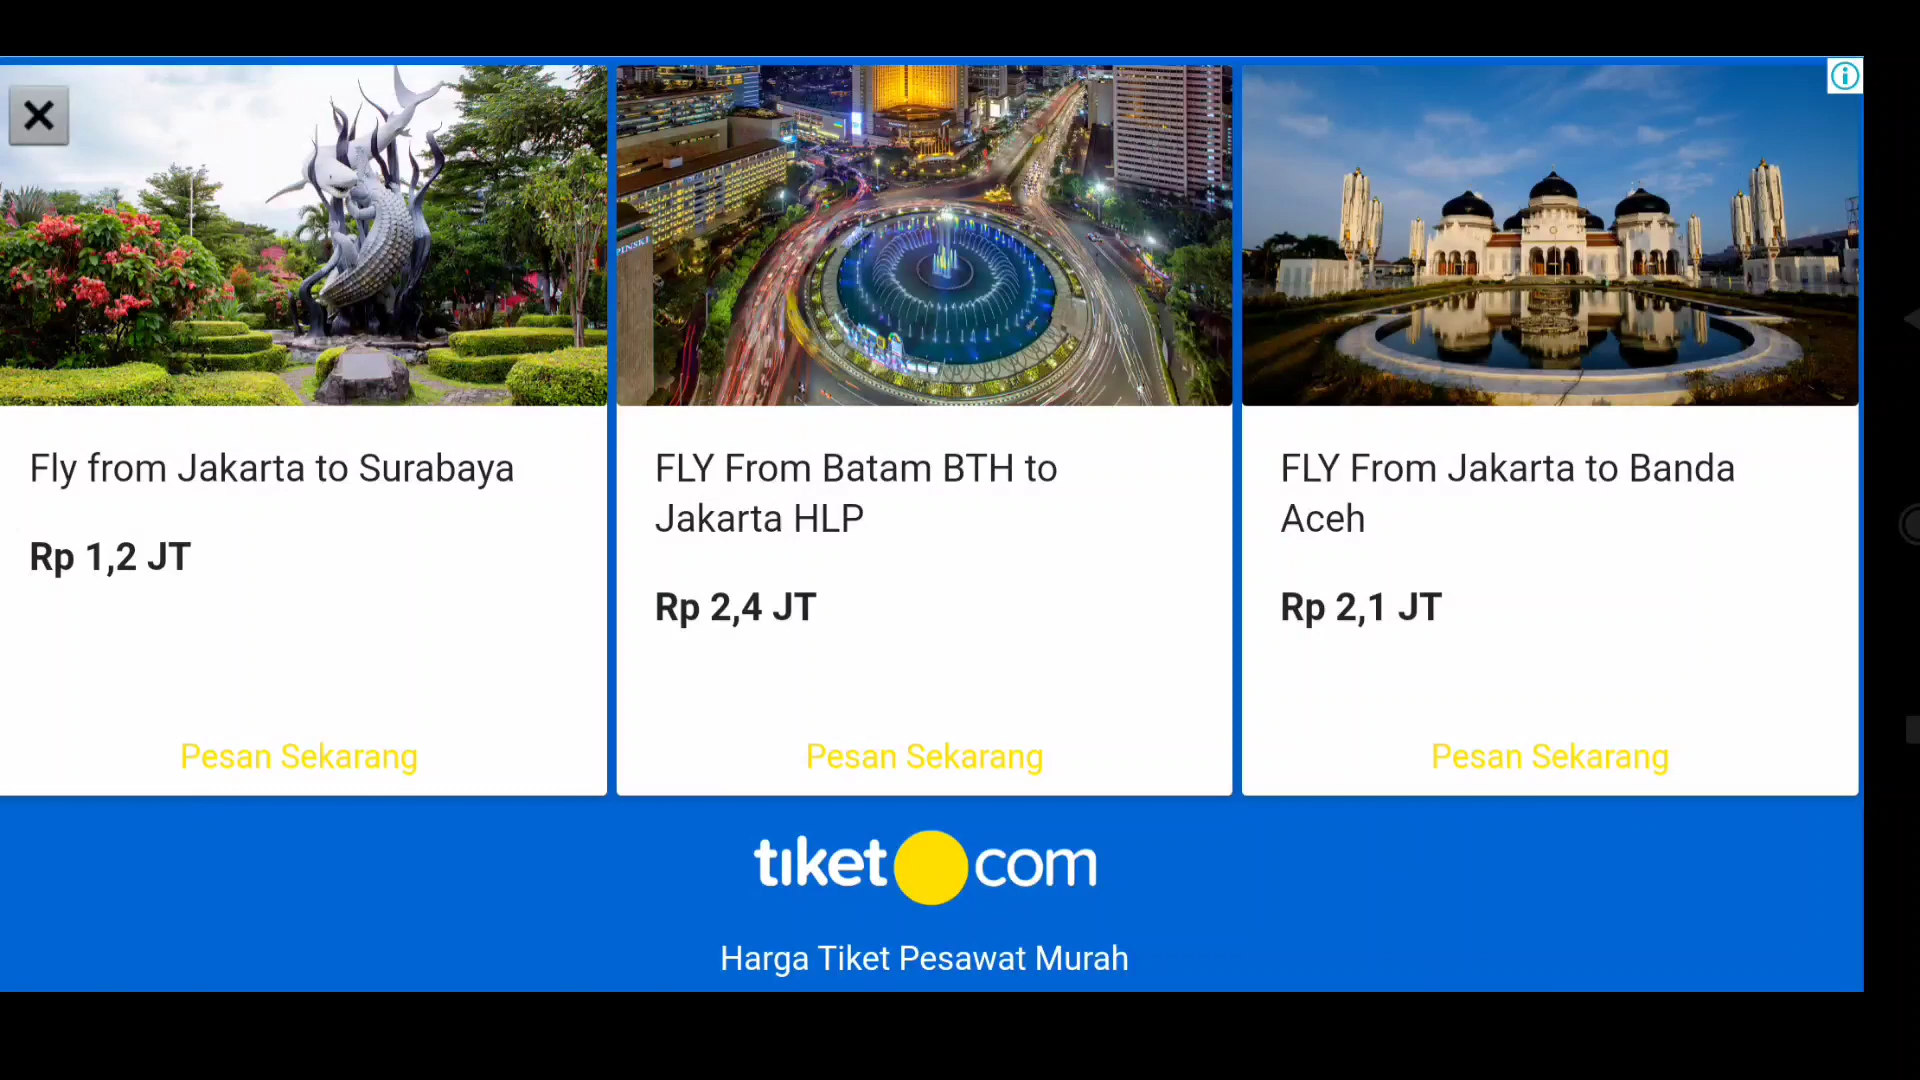 Fly from Jakarta to Surabaya
Rp 1,2 JT
Pesan Sekarang
PINSKI
FLY From Batam BTH to
Jakarta HLP
Rp 2,4 JT
Pesan Sekarang
FLY From Jakarta to Banda
Aceh
Rp 2,1 JT
Pesan Sekarang
tiket com
Harga Tiket Pesawat Murah